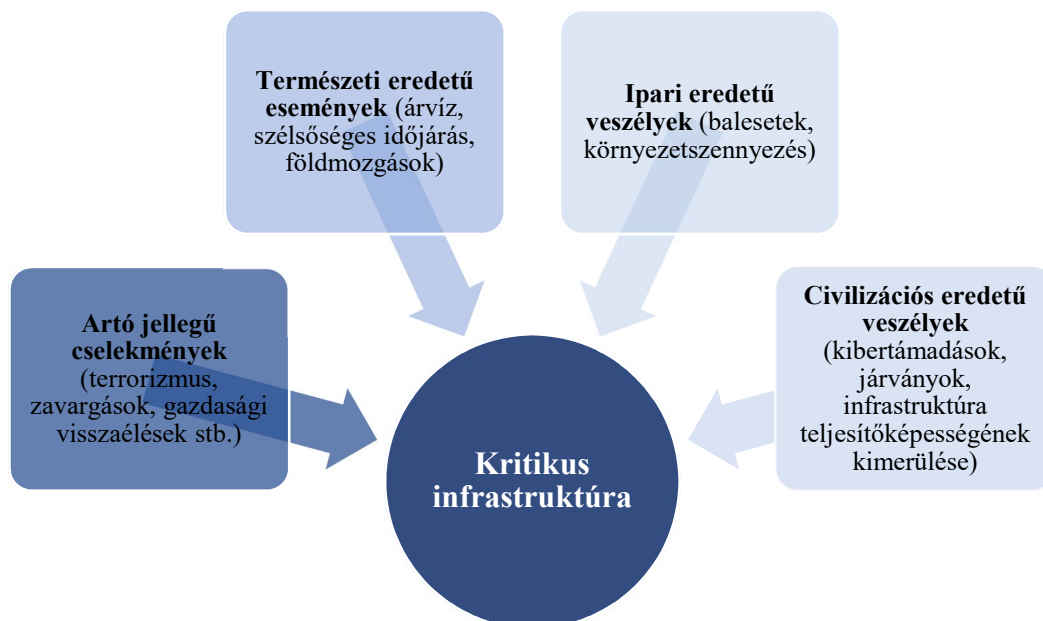 Természeti eredetű
események (árvíz,
szélsőséges időjárás,
földmozgások)
Ipari eredetű
veszélyek (balesetek,
környezetszennyezés)
Artó jellegű
cselekmények
(terrorizmus,
zavargások, gazdasági
visszaélések stb.)
Civilizációs eredetű
veszélyek
(kibertámadások,
járványok,
infrastruktúra
teljesítőképességének
kimerülése)
Kritikus
infrastruktúra